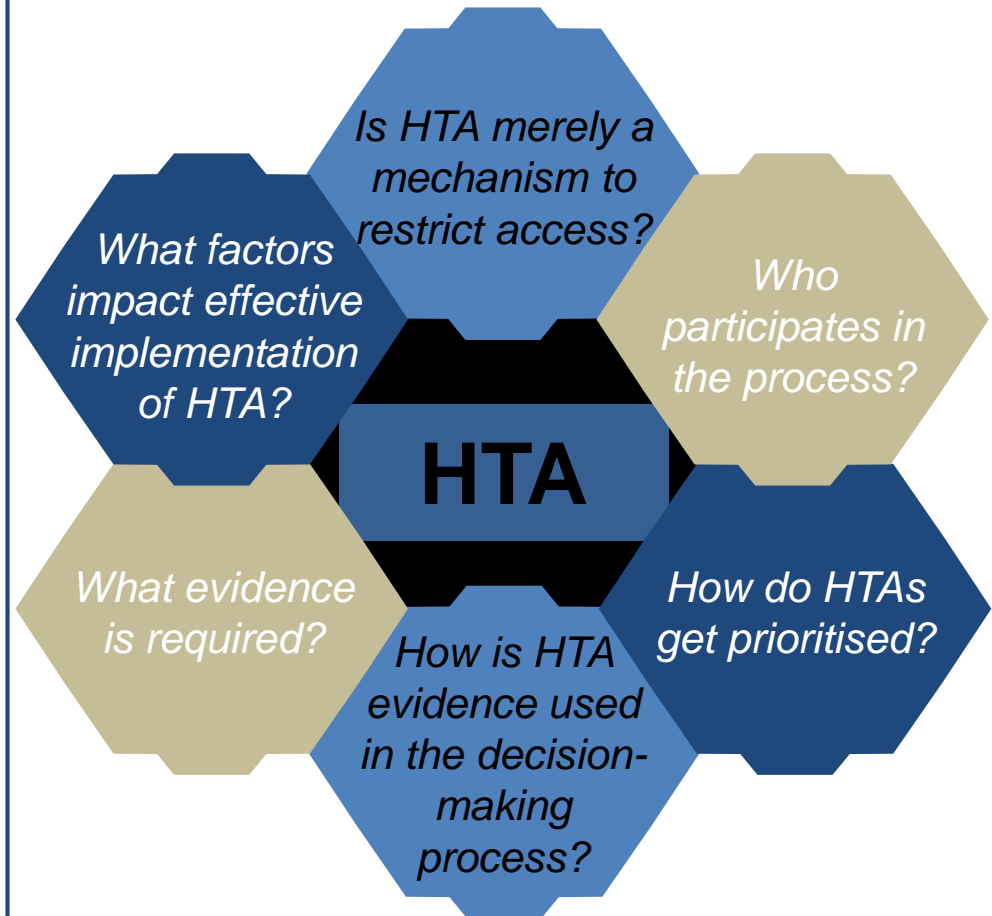 Is HTA merely a
mechanism to
restrict access?
What factors
impact effective
implementation
of HTA?
Who
participates in
the process?
HTA
What evidence
is required?
How do HTAs
get prioritised?
How is HTA
evidence used
in the decision-
making
process?